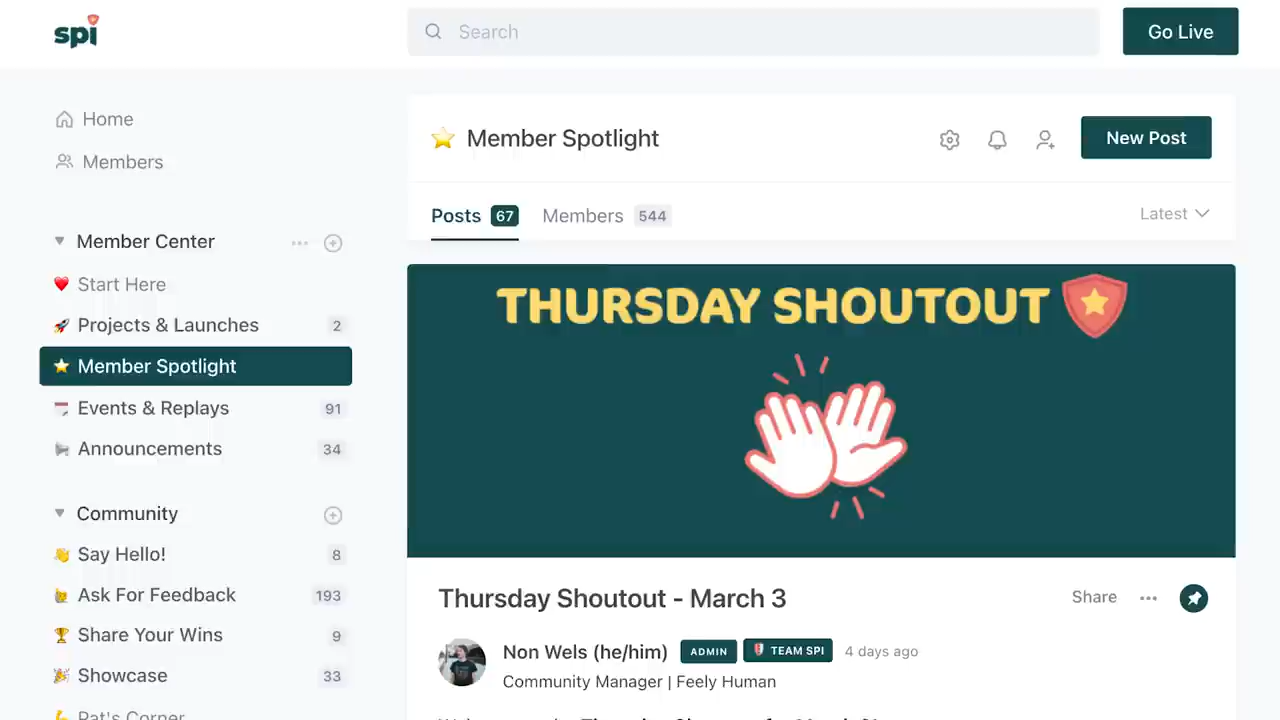 spi
Search
Go Live
Home
Members
Member Center
Start Here
Projects & Launches 2
Member Spotlight
Events & Replays 91
Announcements 34
Community
Say Hello! 8
Ask For Feedback 193
Share Your Wins 9
Showcase 33
Pat's Corner
Member Spotlight
New Post
Posts 67 Members 544
Latest
THURSDAY SHOUTOUT
Thursday Shoutout - March 3
Share
Non Wels (he/him) ADMIN TEAM SPI 4 days ago
Community Manager | Feely Human